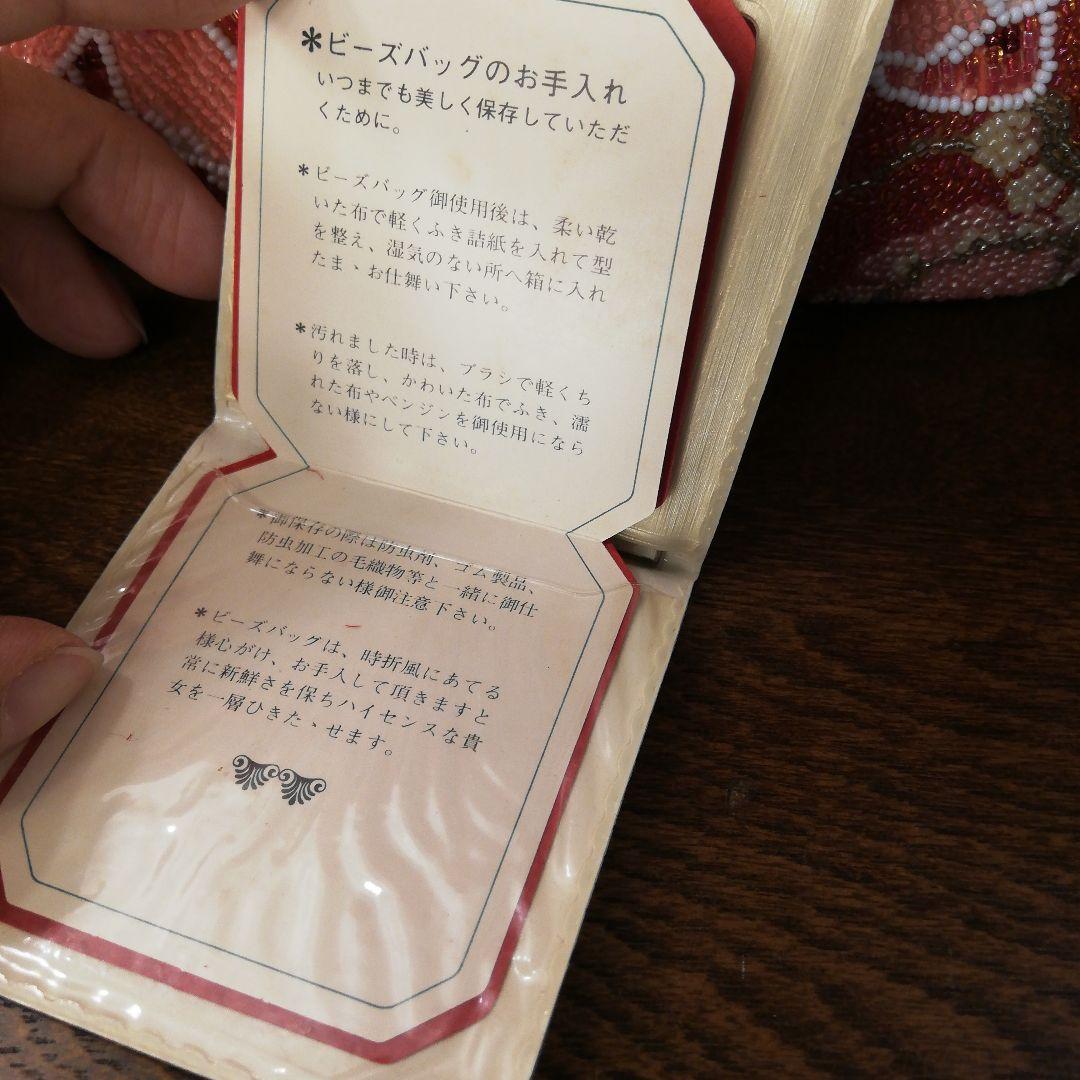 *ビーズバッグのお手入れ
いつまでも美しく保存していただ
くために。
*ビーズバッグ御使用後は、柔い乾
いた布で軽くふき詰紙を入れて型
を整え、湿気のない所へ箱に入れ
たまゝお仕舞い下さい。
*汚れました時は、ブラシで軽くち
りを落し、かわいた布でふき、濡
れた布やベンジンを御使用になら
ない様にして下さい。
*御保存の際は防虫剤、ゴム製品、
防虫加工の毛織物等と一緒に御仕
舞にならない様御注意下さい。
*ビーズバッグは、時折風にあてる
様心がけ、お手入して頂きますと
常に新鮮さを保ちハイセンスな貴
女を一層ひきたゝせます。